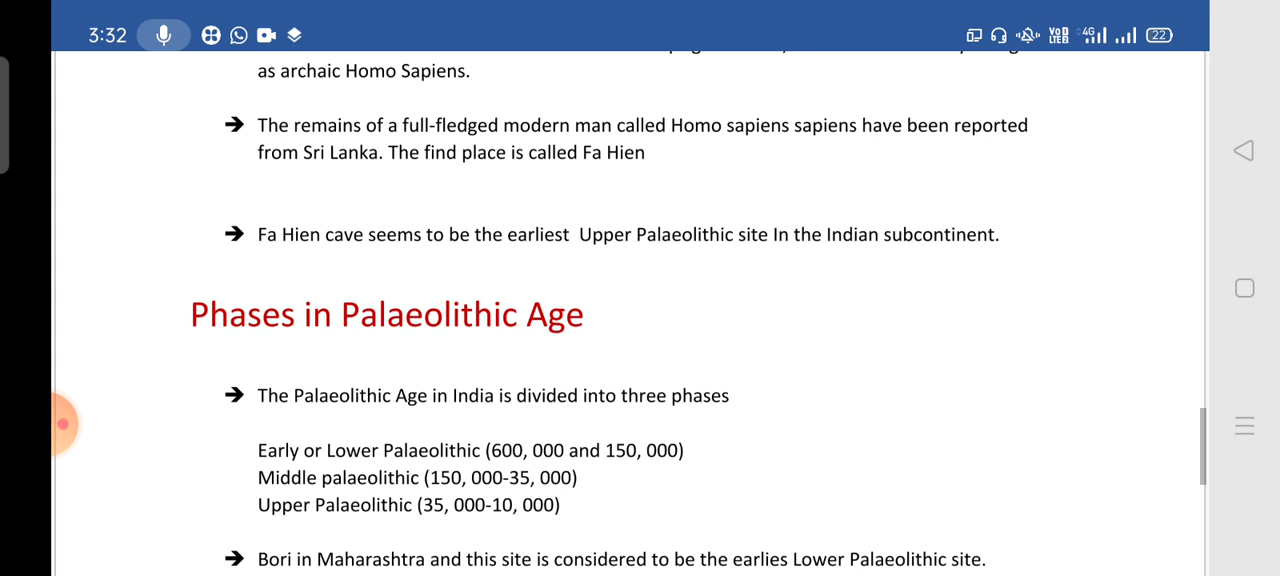 3:32
VoD LTE2 4G 22
as archaic Homo Sapiens.
➔ The remains of a full-fledged modern man called Homo sapiens sapiens have been reported
from Sri Lanka. The find place is called Fa Hien
➔ Fa Hien cave seems to be the earliest Upper Palaeolithic site In the Indian subcontinent.
Phases in Palaeolithic Age
➔ The Palaeolithic Age in India is divided into three phases
Early or Lower Palaeolithic (600, 000 and 150, 000)
Middle palaeolithic (150, 000-35, 000)
Upper Palaeolithic (35, 000-10, 000)
➔ Bori in Maharashtra and this site is considered to be the earlies Lower Palaeolithic site.